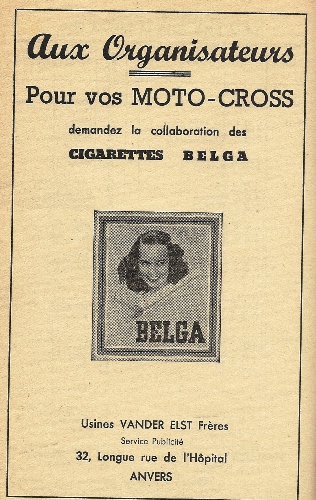 Aux Organisateurs
Pour vos MOTO-CROSS
demandez la collaboration des
CIGARETTES BELGA
BELGA
Usines VANDER ELST Frères
Service Publicité
32, Longue rue de l'Hôpital
ANVERS